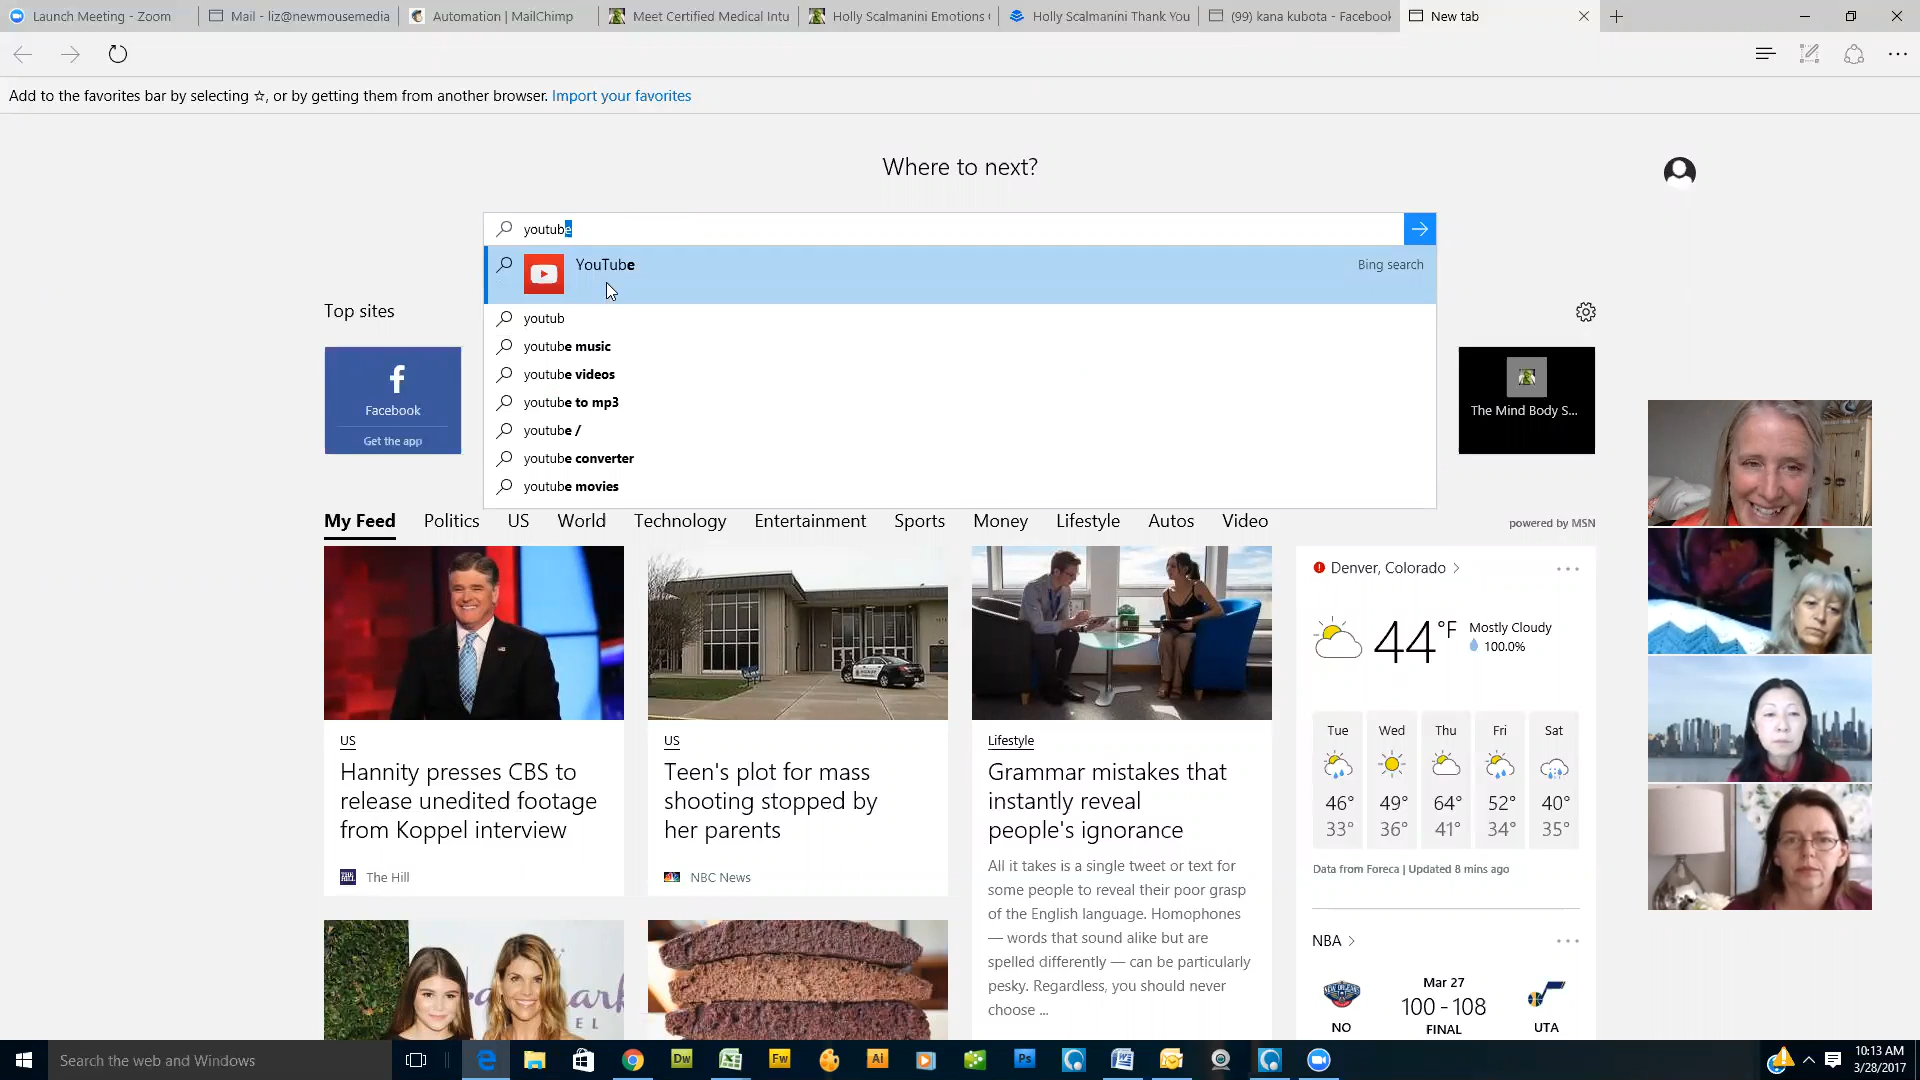 Launch Meeting - Zoom
Mail - liz@newmousemedia
Automation | MailChimp
Meet Certified Medical Intu
Holly Scalmanini Emotions
Holly Scalmanini Thank You
(99) kana kubota - Facebook
New tab
Add to the favorites bar by selecting ☆, or by getting them from another browser. Import your favorites
Where to next?
youtube
YouTube
Bing search
youtub
youtube music
youtube videos
youtube to mp3
youtube /
youtube converter
youtube movies
Top sites
Facebook
Get the app
The Mind Body S...
My Feed
Politics
US
World
Technology
Entertainment
Sports
Money
Lifestyle
Autos
Video
powered by MSN
US
Hannity presses CBS to
release unedited footage
from Koppel interview
The Hill
US
Teen's plot for mass
shooting stopped by
her parents
NBC News
Lifestyle
Grammar mistakes that
instantly reveal
people's ignorance
All it takes is a single tweet or text for
some people to reveal their poor grasp
of the English language. Homophones
— words that sound alike but are
spelled differently — can be particularly
pesky. Regardless, you should never
choose ...
Denver, Colorado
44°F
Mostly Cloudy
100.0%
Tue Wed Thu Fri Sat
46° 49° 64° 52° 40°
33° 36° 41° 34° 35°
Data from Foreca | Updated 8 mins ago
NBA
Mar 27
100 - 108
NO
FINAL
UTA
Search the web and Windows
Dw
Fw
Ai
Ps
10:13 AM
3/28/2017